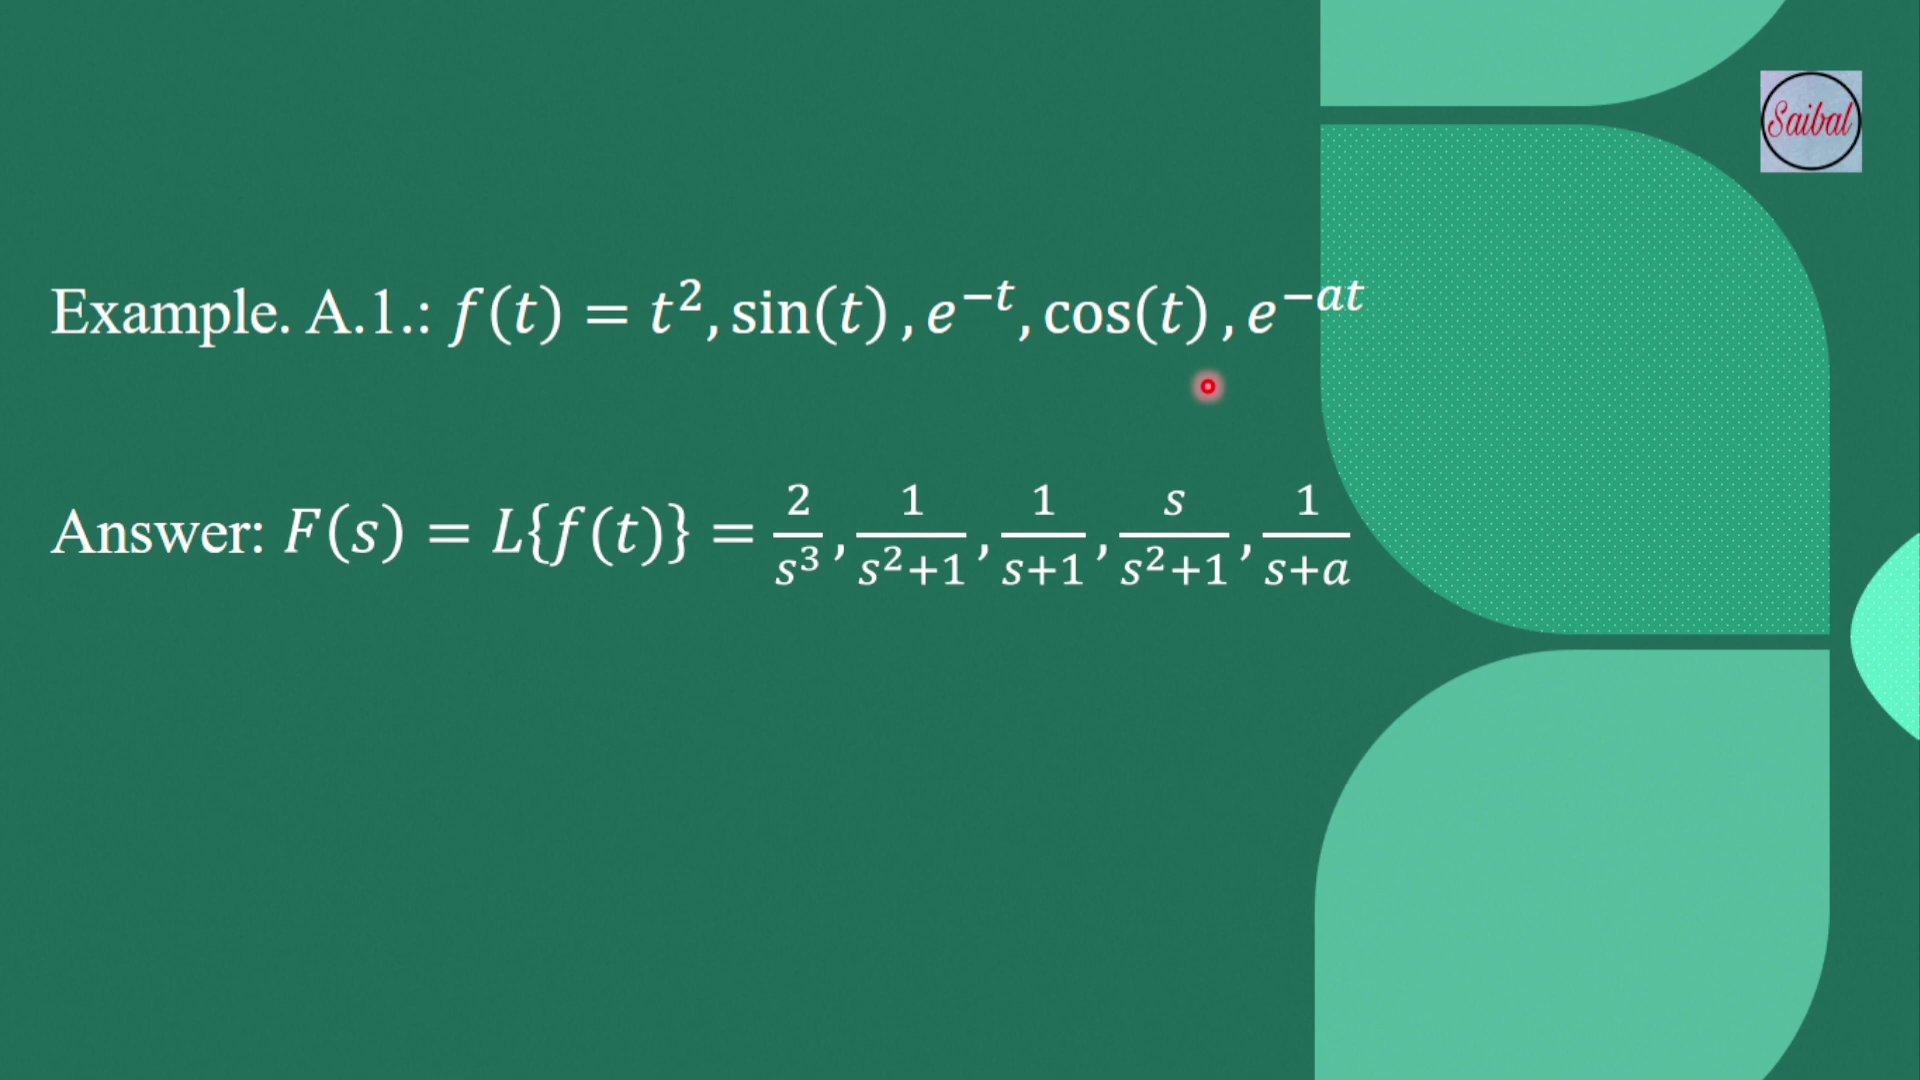 Saibal
Example. A.1.: f(t) = t², sin(t), e^{−t}, cos(t), e^{−at}
Answer: F(s) = L{f(t)} = 2/s³, 1/(s²+1), 1/(s+1), s/(s²+1), 1/(s+a)